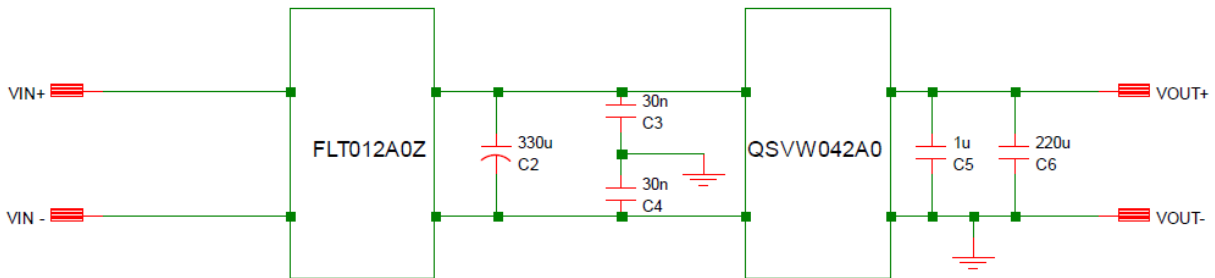 VIN+
VIN -
FLT012A0Z
330u
C2
30n
C3
30n
C4
QSVW042A0
1u
C5
220u
C6
VOUT+
VOUT-